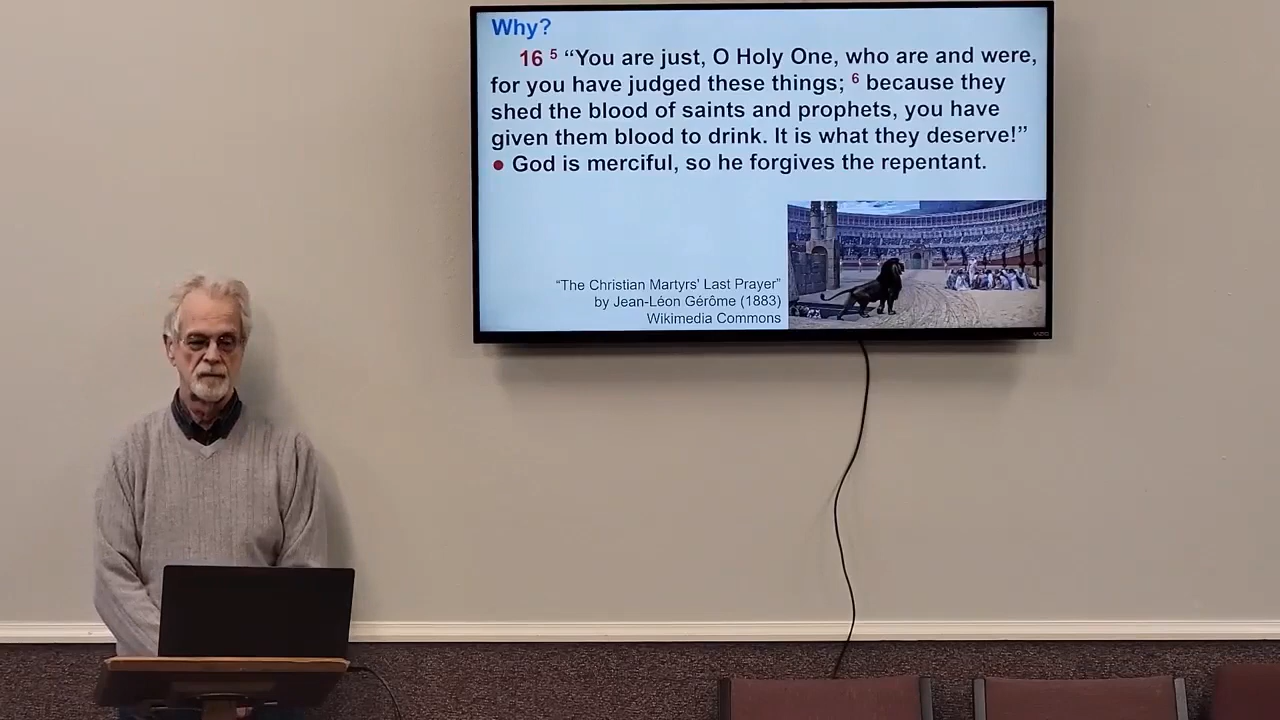 Why?
16 5 “You are just, O Holy One, who are and were,
for you have judged these things; 6 because they
shed the blood of saints and prophets, you have
given them blood to drink. It is what they deserve!”
● God is merciful, so he forgives the repentant.
“The Christian Martyrs' Last Prayer”
by Jean-Léon Gérôme (1883)
Wikimedia Commons
VIZIO